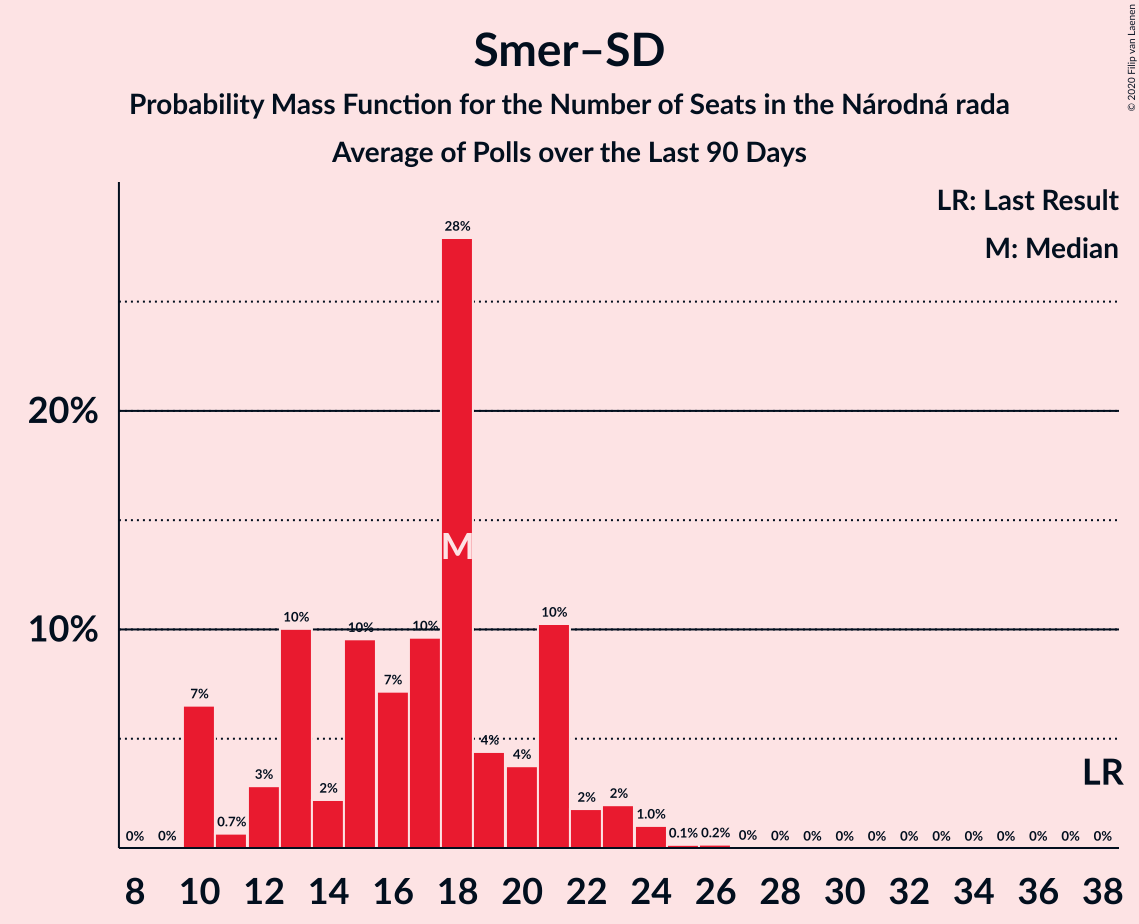 Smer–SD
Probability Mass Function for the Number of Seats in the Národná rada
Average of Polls over the Last 90 Days
© 2020 Filip van Laenen
LR: Last Result
M: Median
28%
20%
M
10%
10%
10%
10%
10%
7%
7%
4%
4%
LR
3%
2%
2%
2%
0.7%
1.0%
0% 0% 0.1% 0.2% 0% 0% 0% 0% 0% 0% 0% 0% 0% 0% 0% 0%
8 10 12 14 16 18 20 22 24 26 28 30 32 34 36 38